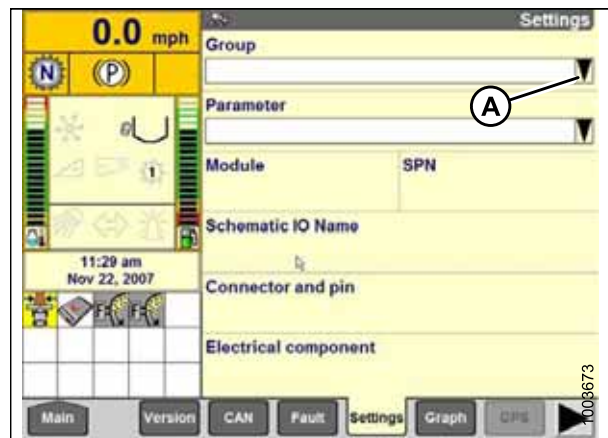 0.0 mph
N
(P)
1
11:29 am
Nov 22, 2007
F
F
Settings
Group
A
Parameter
Module
SPN
Schematic IO Name
Connector and pin
Electrical component
Main
Version
CAN
Fault
Settings
Graph
GPS
1003673